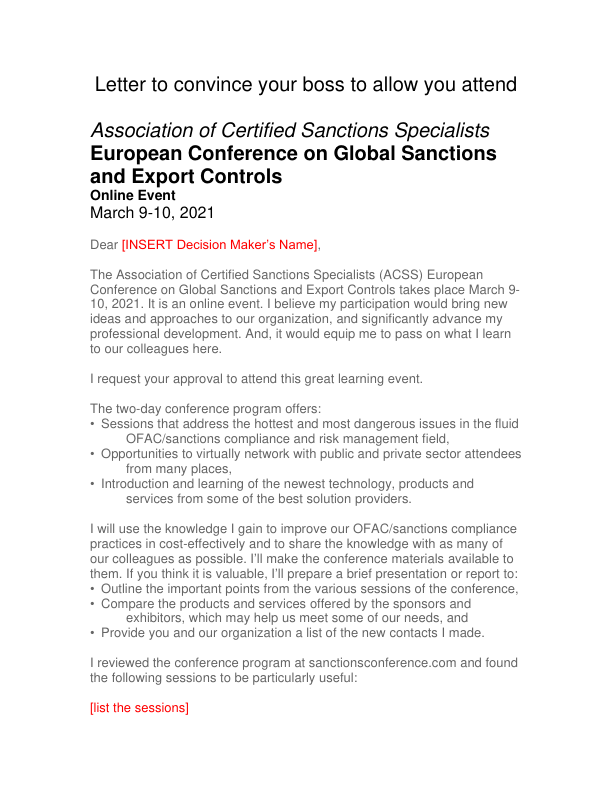 Letter to convince your boss to allow you attend
Association of Certified Sanctions Specialists
European Conference on Global Sanctions
and Export Controls
Online Event
March 9-10, 2021
Dear [INSERT Decision Maker’s Name],
The Association of Certified Sanctions Specialists (ACSS) European
Conference on Global Sanctions and Export Controls takes place March 9-
10, 2021. It is an online event. I believe my participation would bring new
ideas and approaches to our organization, and significantly advance my
professional development. And, it would equip me to pass on what I learn
to our colleagues here.
I request your approval to attend this great learning event.
The two-day conference program offers:
• Sessions that address the hottest and most dangerous issues in the fluid
OFAC/sanctions compliance and risk management field,
• Opportunities to virtually network with public and private sector attendees
from many places,
• Introduction and learning of the newest technology, products and
services from some of the best solution providers.
I will use the knowledge I gain to improve our OFAC/sanctions compliance
practices in cost-effectively and to share the knowledge with as many of
our colleagues as possible. I’ll make the conference materials available to
them. If you think it is valuable, I’ll prepare a brief presentation or report to:
• Outline the important points from the various sessions of the conference,
• Compare the products and services offered by the sponsors and
exhibitors, which may help us meet some of our needs, and
• Provide you and our organization a list of the new contacts I made.
I reviewed the conference program at sanctionsconference.com and found
the following sessions to be particularly useful:
[list the sessions]